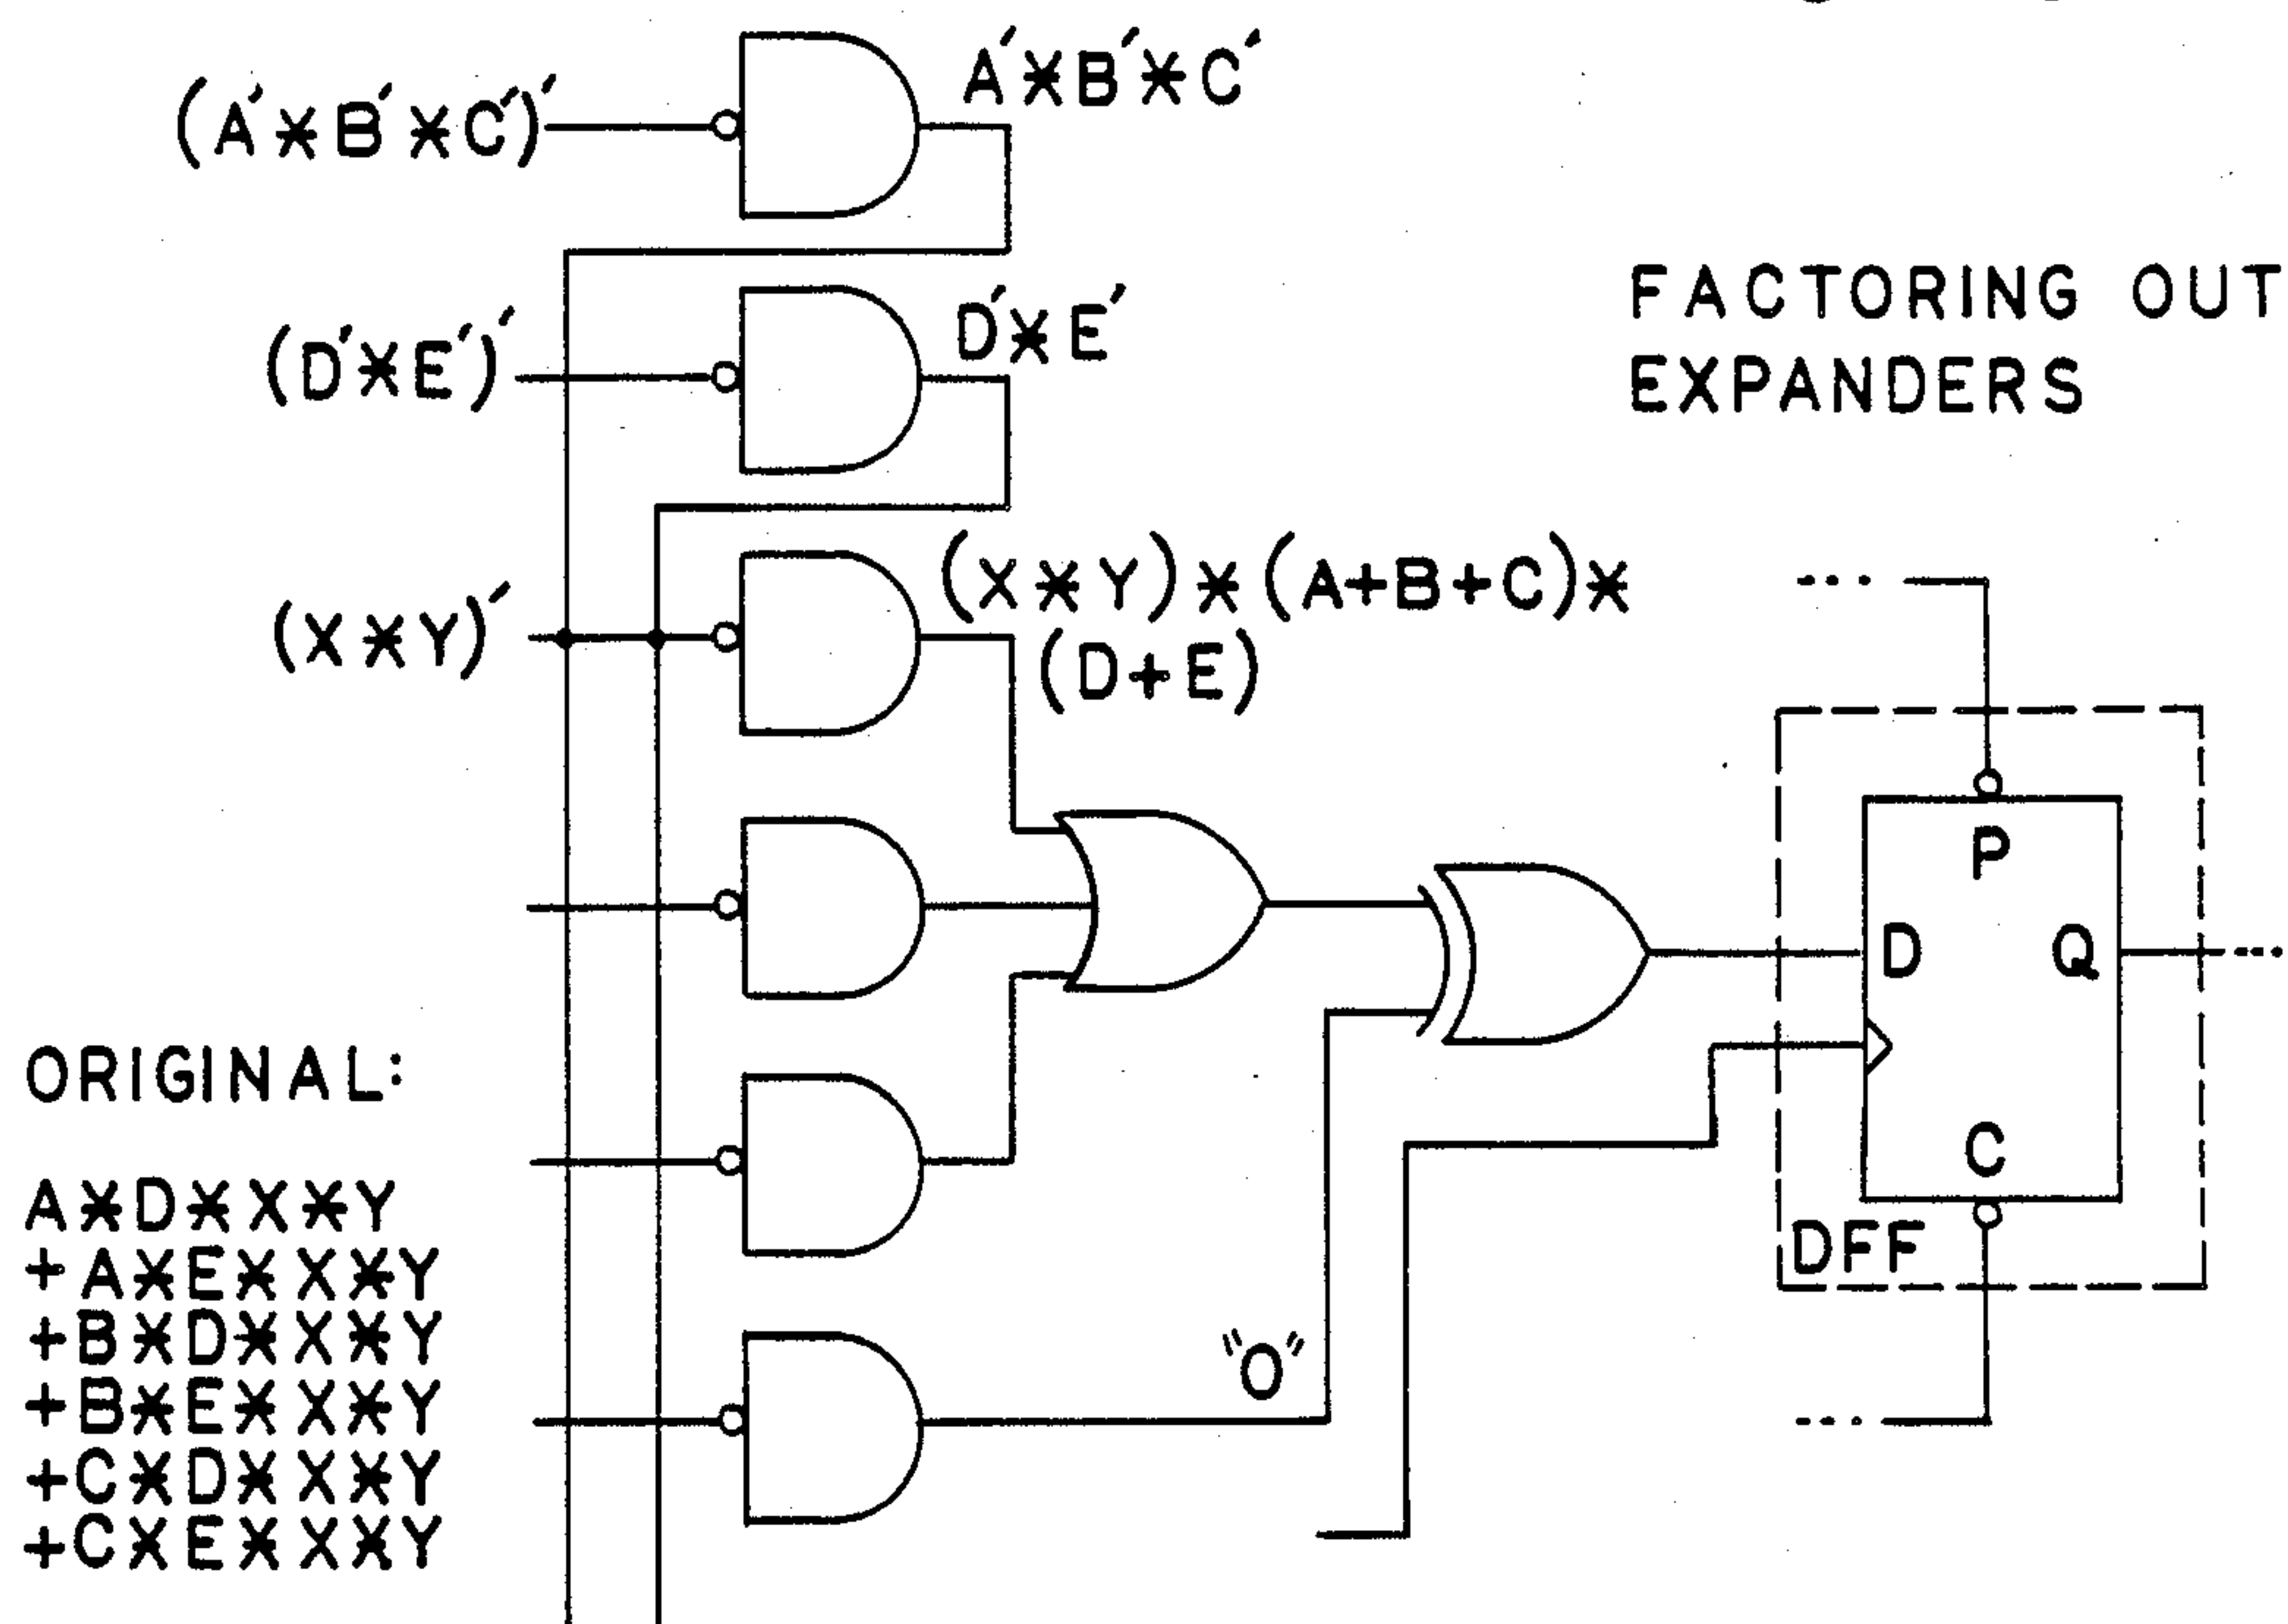 (A'*B'*C')'
A'*B'*C'
(D'*E')'
D'*E'
FACTORING OUT
EXPANDERS
(X*Y)'
(X*Y)*(A+B+C)*
(D+E)
...
P
D
Q
...
C
DFF
...
"0"
ORIGINAL:
A*D*X*Y
+A*E*X*Y
+B*D*X*Y
+B*E*X*Y
+C*D*X*Y
+C*E*X*Y